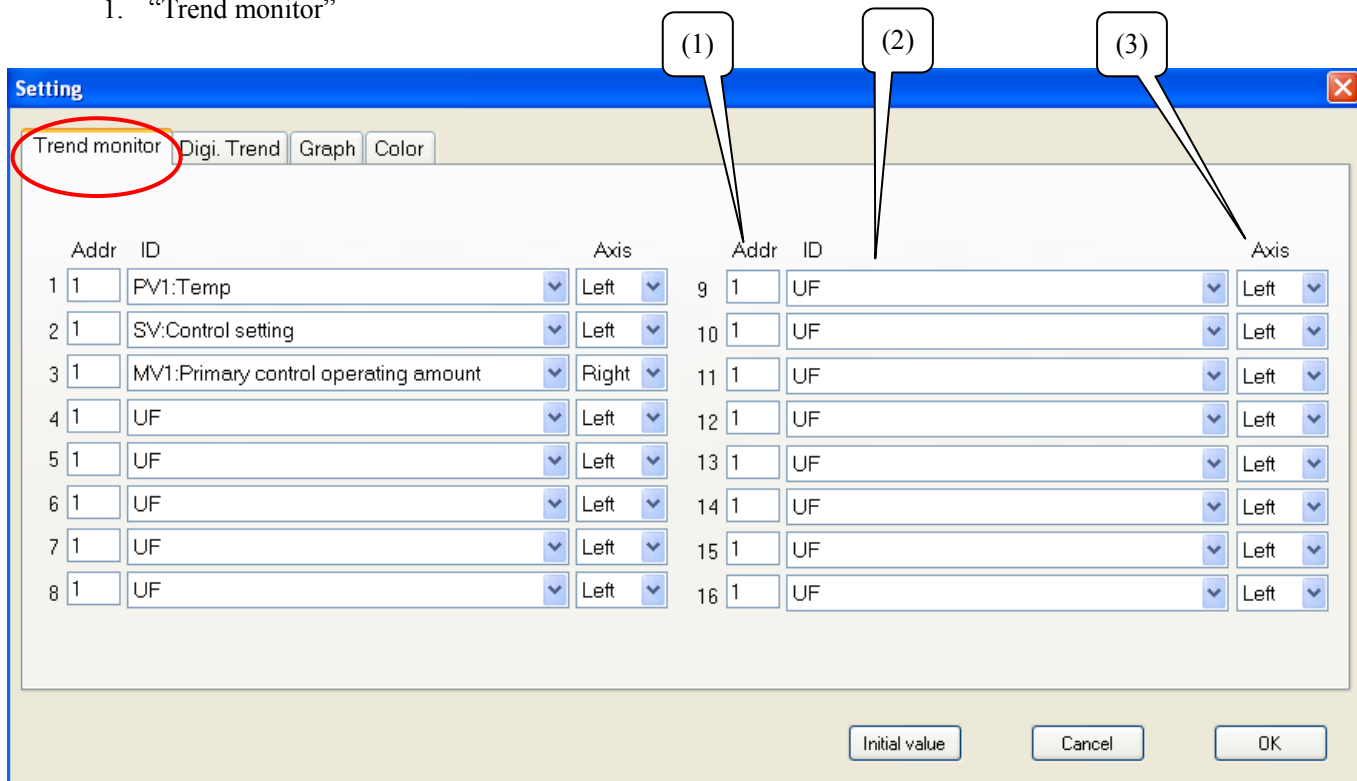 1. “Trend monitor”
(1) (2) (3)
Setting
Trend monitor Digi. Trend Graph Color
Addr ID Axis Addr ID Axis
1 1 PV1:Temp Left 9 1 UF Left
2 1 SV:Control setting Left 10 1 UF Left
3 1 MV1:Primary control operating amount Right 11 1 UF Left
4 1 UF Left 12 1 UF Left
5 1 UF Left 13 1 UF Left
6 1 UF Left 14 1 UF Left
7 1 UF Left 15 1 UF Left
8 1 UF Left 16 1 UF Left
Initial value Cancel OK